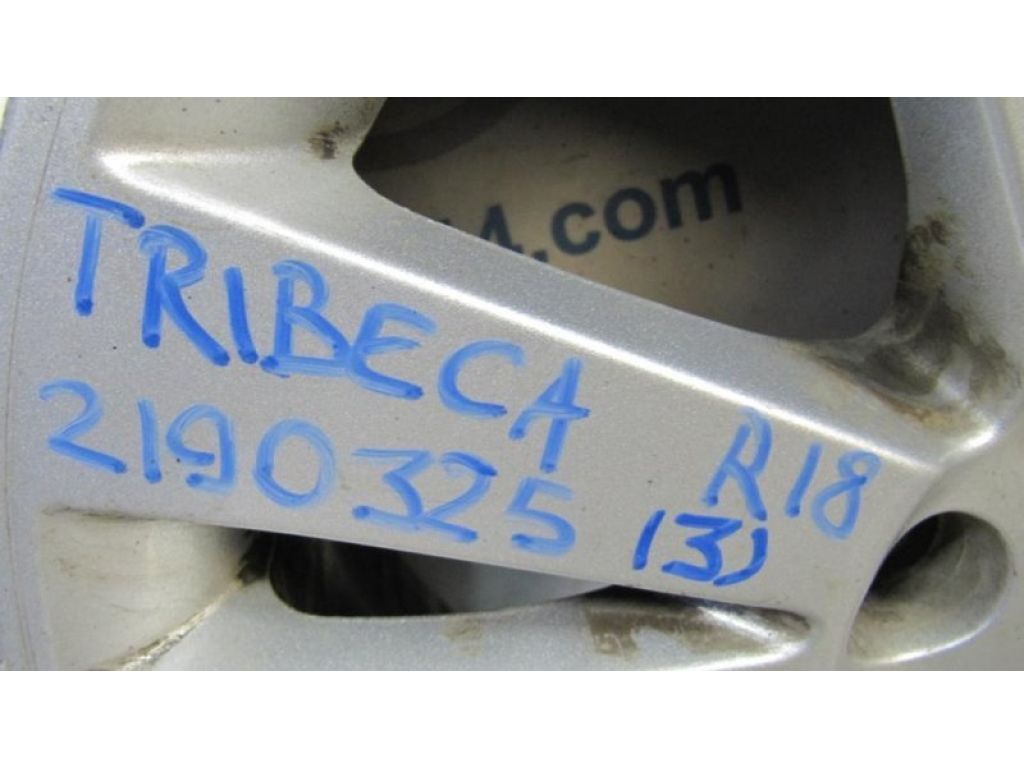 4.com
TRIBECA
2190325
R18
(3)